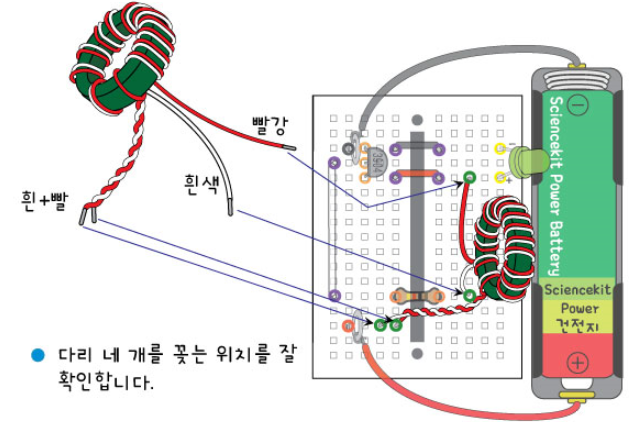 빨강
흰색
흰+빨
3904
−
+
Sciencekit Power Battery
Sciencekit
Power
건전지
● 다리 네 개를 꽂는 위치를 잘
확인합니다.